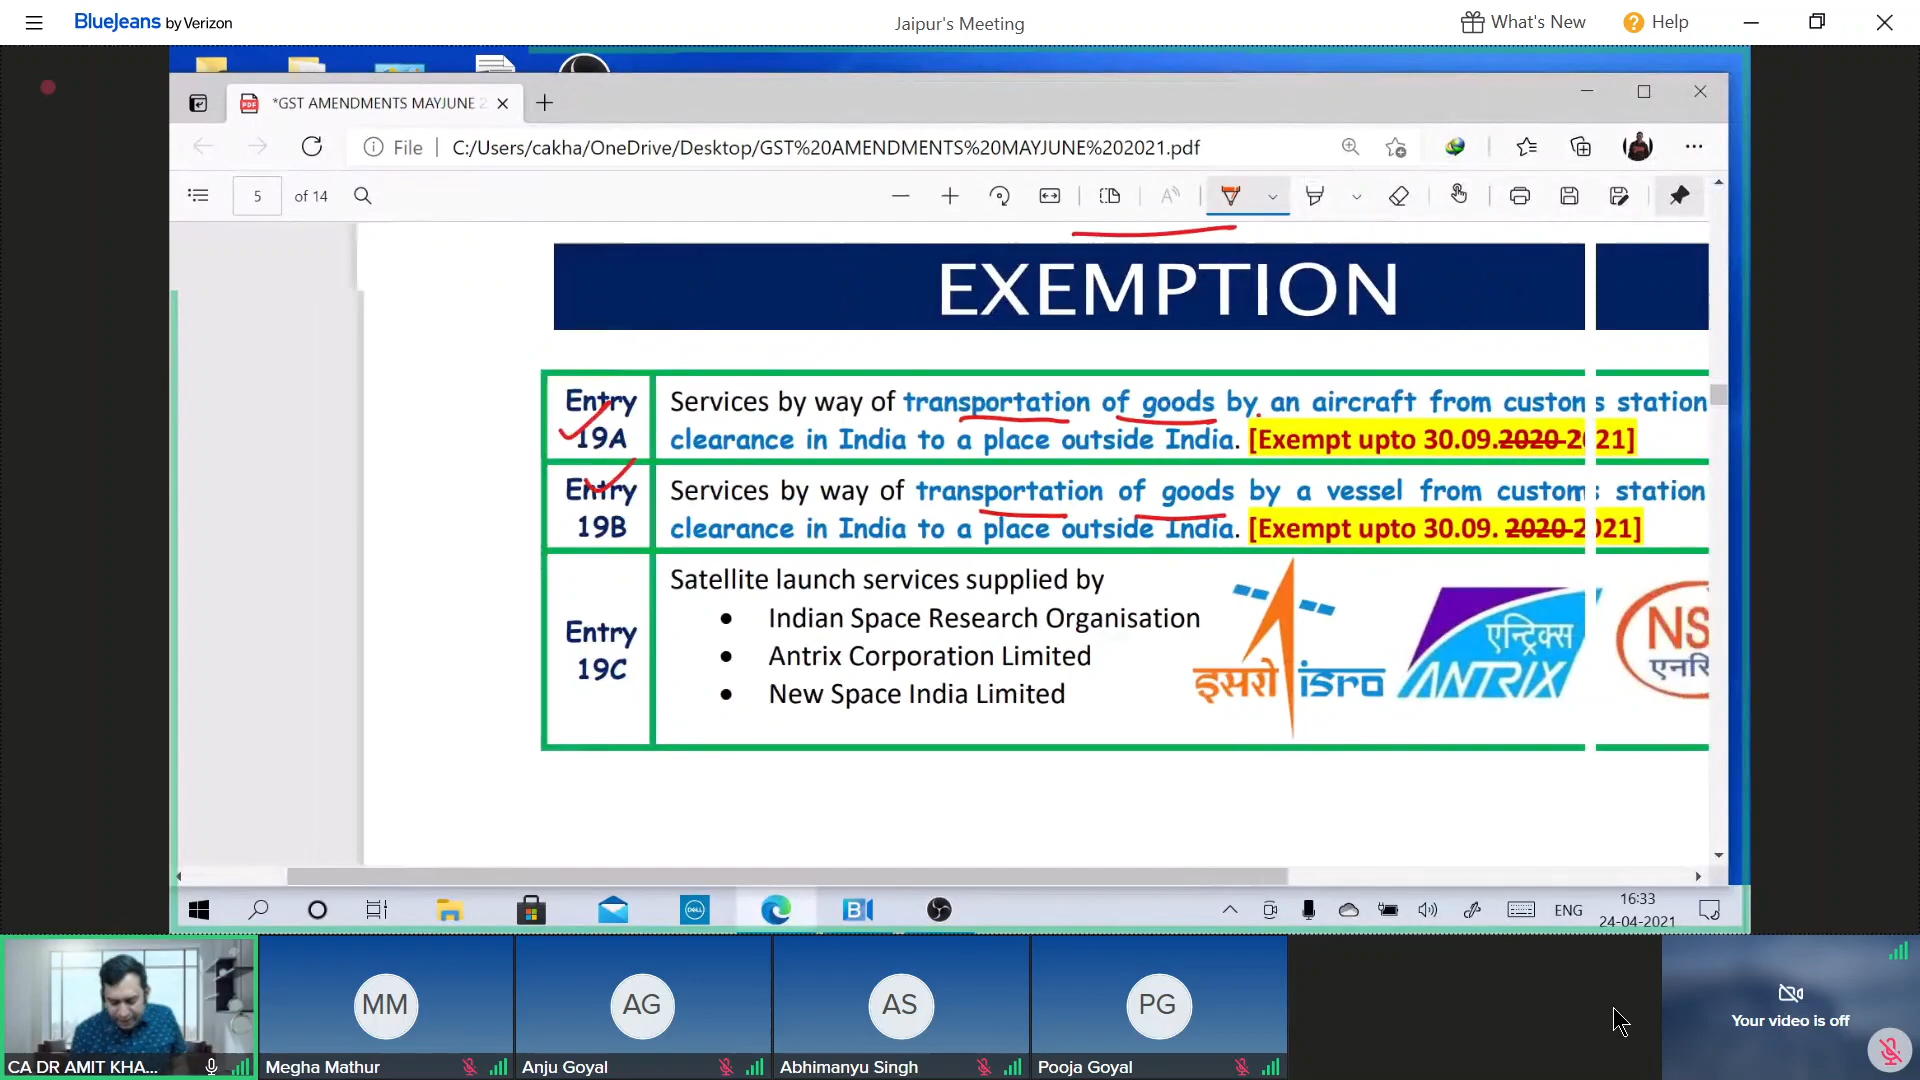 BlueJeans by Verizon
Jaipur's Meeting
What's New
Help
*GST AMENDMENTS MAYJUNE 2
File
C:/Users/cakha/OneDrive/Desktop/GST%20AMENDMENTS%20MAYJUNE%202021.pdf
5 of 14
EXEMPTION
Entry 19A
Services by way of transportation of goods by an aircraft from customs station
clearance in India to a place outside India. [Exempt upto 30.09.2020 2021]
Entry 19B
Services by way of transportation of goods by a vessel from customs station
clearance in India to a place outside India. [Exempt upto 30.09. 2020 2021]
Entry 19C
Satellite launch services supplied by
• Indian Space Research Organisation
• Antrix Corporation Limited
• New Space India Limited
इसरो isro
एन्ट्रिक्स
ANTRIX
NS
एनसि
DELL
ENG
16:33
24-04-2021
MM
AG
AS
PG
Your video is off
CA DR AMIT KHA...
Megha Mathur
Anju Goyal
Abhimanyu Singh
Pooja Goyal